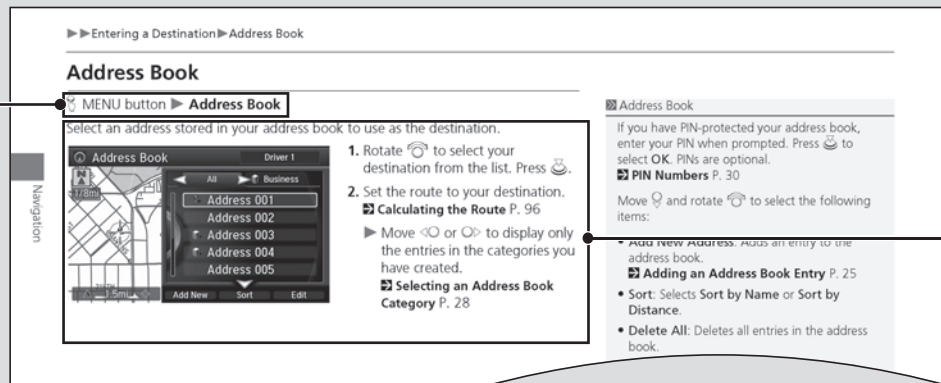 ▶▶Entering a Destination▶Address Book
Address Book
MENU button ▶ Address Book
Select an address stored in your address book to use as the destination.
Address Book Driver 1
All Business
N
1/8mi
Address 001
Address 002
Address 003
Address 004
Address 005
1.5mi
Add New Sort Edit
1. Rotate to select your
destination from the list. Press .
2. Set the route to your destination.
Calculating the Route P. 96
▶ Move or to display only
the entries in the categories you
have created.
Selecting an Address Book
Category P. 28
Navigation
Address Book
If you have PIN-protected your address book,
enter your PIN when prompted. Press to
select OK. PINs are optional.
PIN Numbers P. 30
Move and rotate to select the following
items:
• Add New Address: Adds an entry to the
address book.
Adding an Address Book Entry P. 25
• Sort: Selects Sort by Name or Sort by
Distance.
• Delete All: Deletes all entries in the address
book.